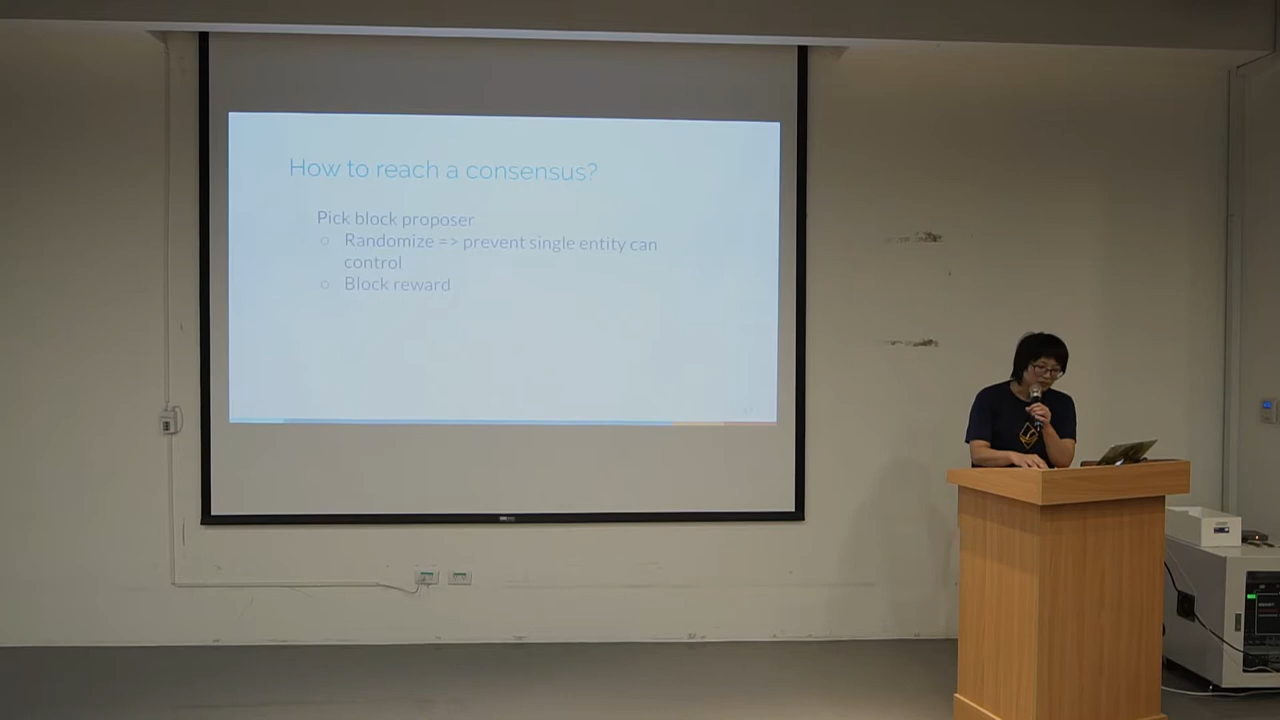 How to reach a consensus?
Pick block proposer
○ Randomize => prevent single entity can
control
○ Block reward